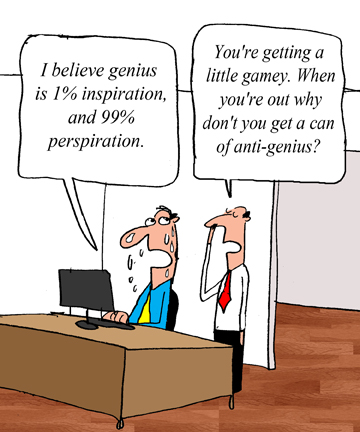 I believe genius
is 1% inspiration,
and 99%
perspiration.
You're getting a
little gamey. When
you're out why
don't you get a can
of anti-genius?